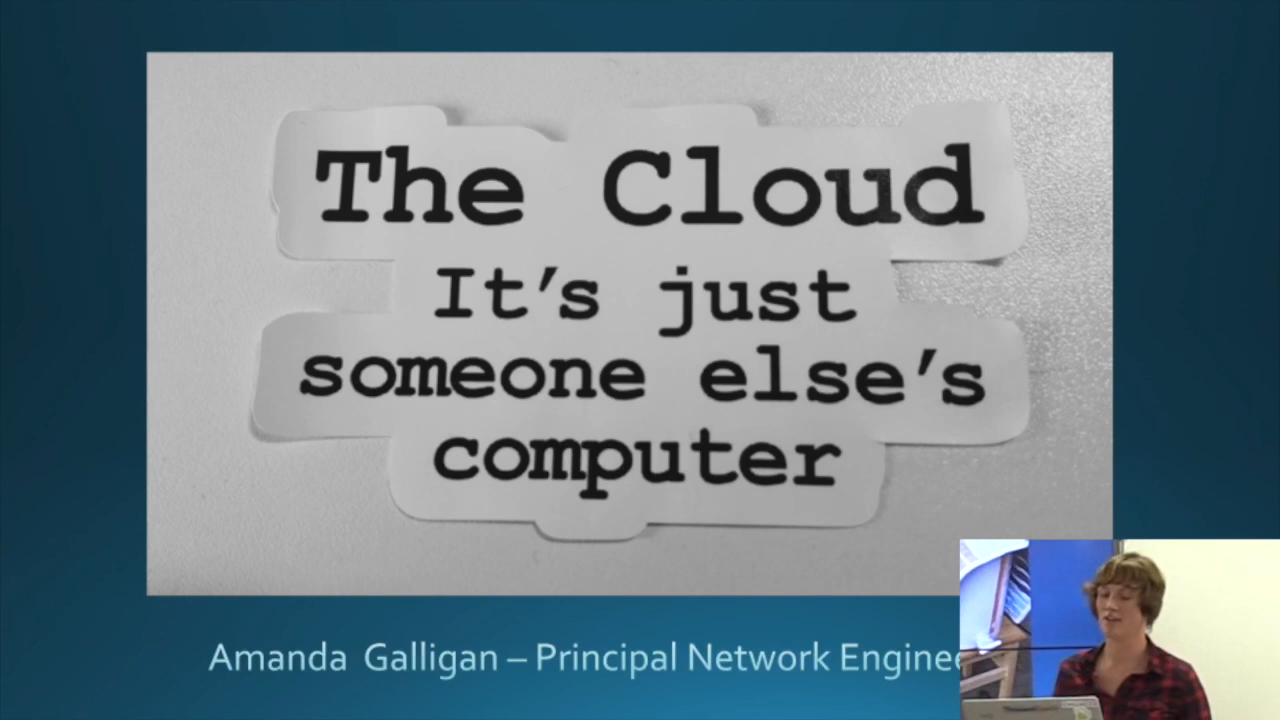 The Cloud
It's just
someone else's
computer
Amanda Galligan – Principal Network Enginee